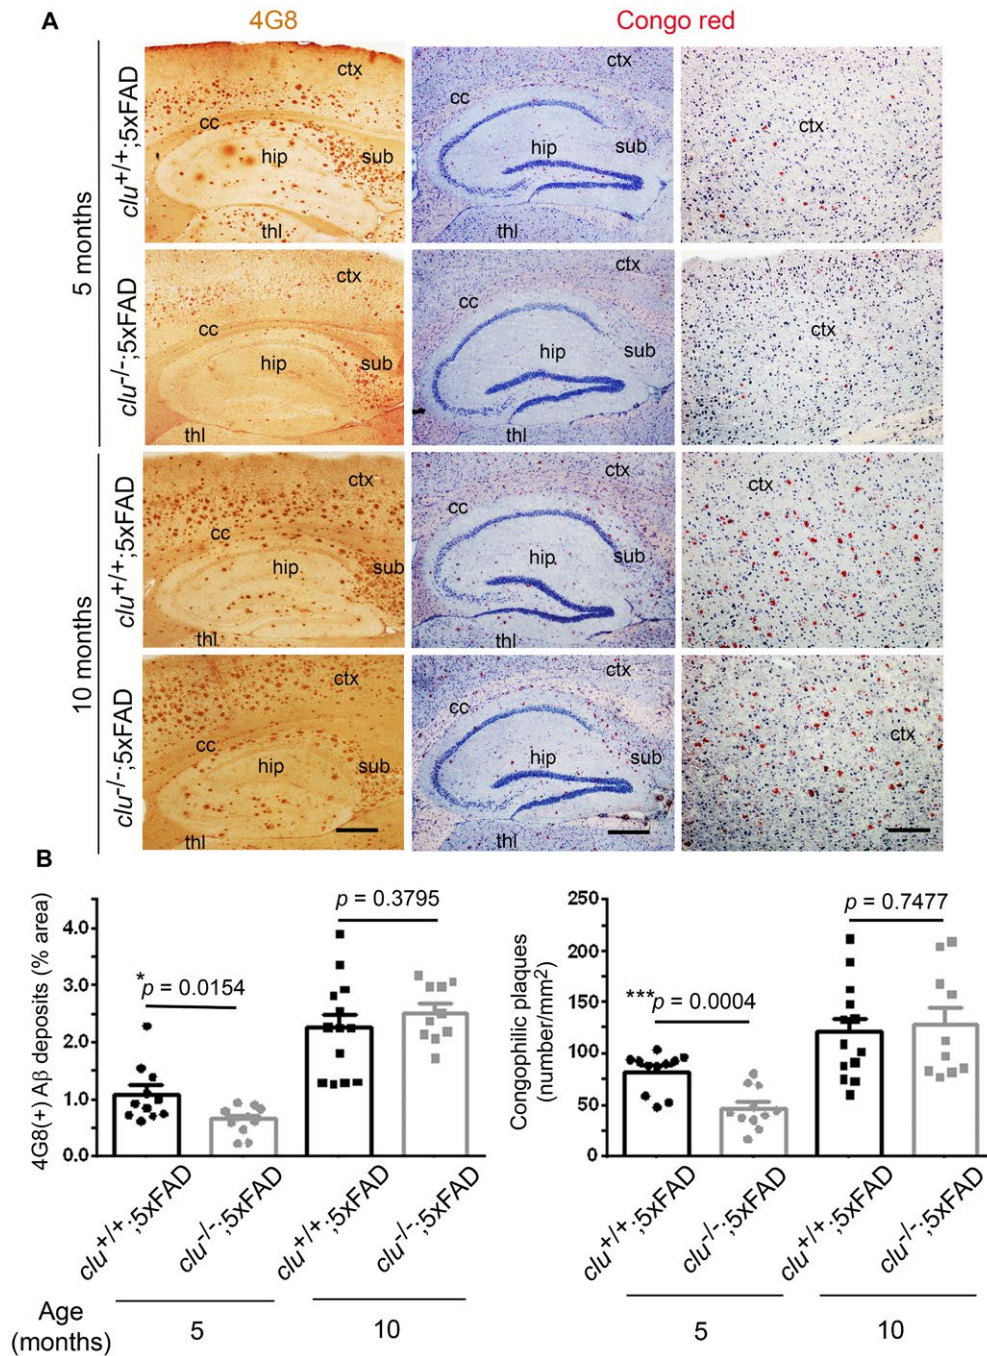 A
4G8
Congo red
5 months
clu+/+;5xFAD
ctx
cc
hip
sub
thl
ctx
cc
hip
sub
thl
ctx
clu-/-;5xFAD
ctx
cc
hip
sub
thl
ctx
cc
hip
sub
thl
ctx
10 months
clu+/+;5xFAD
ctx
cc
hip
sub
thl
ctx
cc
hip
sub
thl
ctx
clu-/-;5xFAD
ctx
cc
hip
sub
thl
ctx
cc
hip
sub
thl
ctx
B
4G8(+) Aβ deposits (% area)
4.0
3.0
2.0
1.0
0.0
*
p = 0.0154
p = 0.3795
clu+/+;5xFAD
clu-/-;5xFAD
clu+/+;5xFAD
clu-/-;5xFAD
Congophilic plaques
(number/mm2)
250
200
150
100
50
0
***p = 0.0004
p = 0.7477
clu+/+;5xFAD
clu-/-;5xFAD
clu+/+;5xFAD
clu-/-;5xFAD
Age
(months)
5
10
5
10